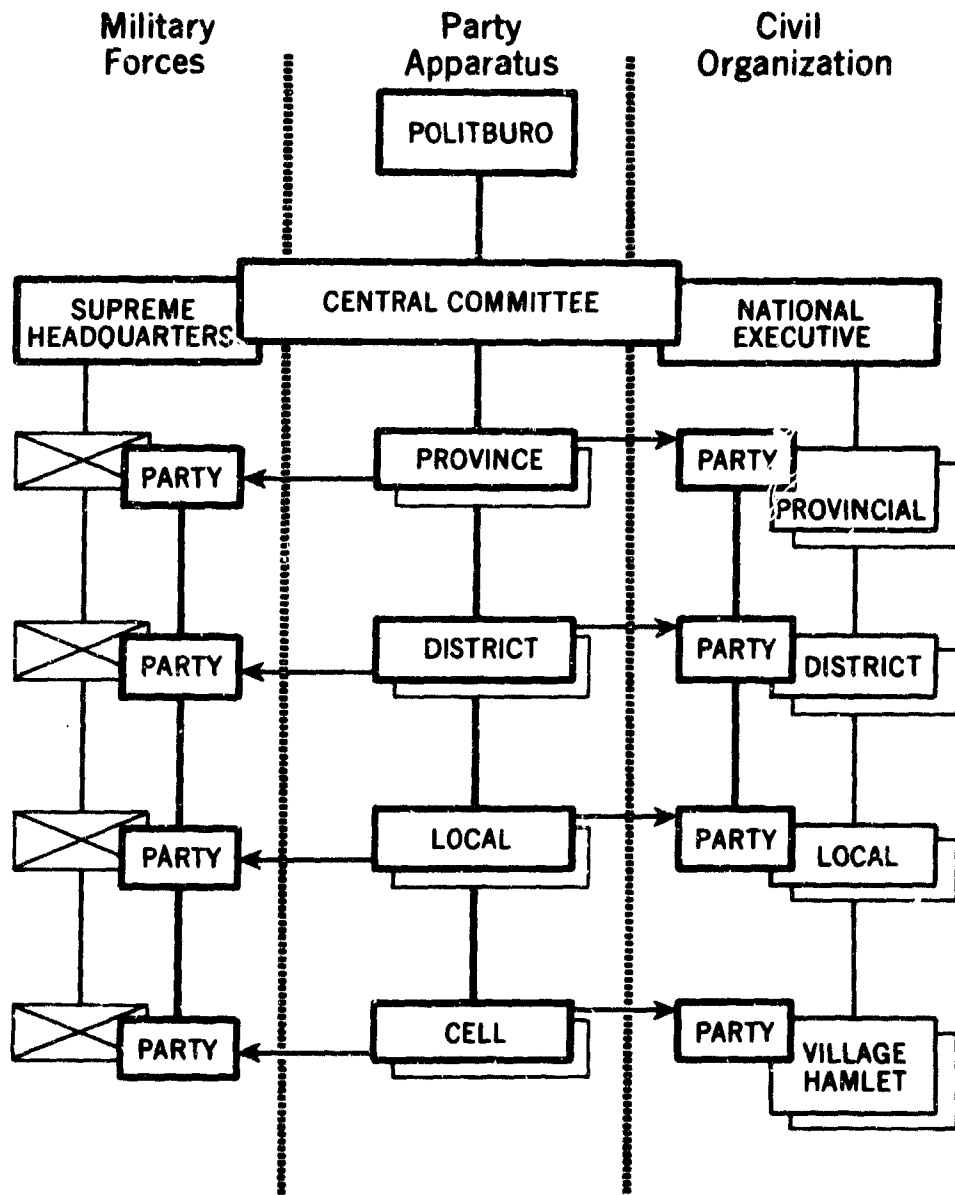 Military
Forces
Party
Apparatus
Civil
Organization
POLITBURO
SUPREME
HEADQUARTERS
CENTRAL COMMITTEE
NATIONAL
EXECUTIVE
PARTY
PROVINCE
PARTY
PROVINCIAL
PARTY
DISTRICT
PARTY
DISTRICT
PARTY
LOCAL
PARTY
LOCAL
PARTY
CELL
PARTY
VILLAGE
HAMLET